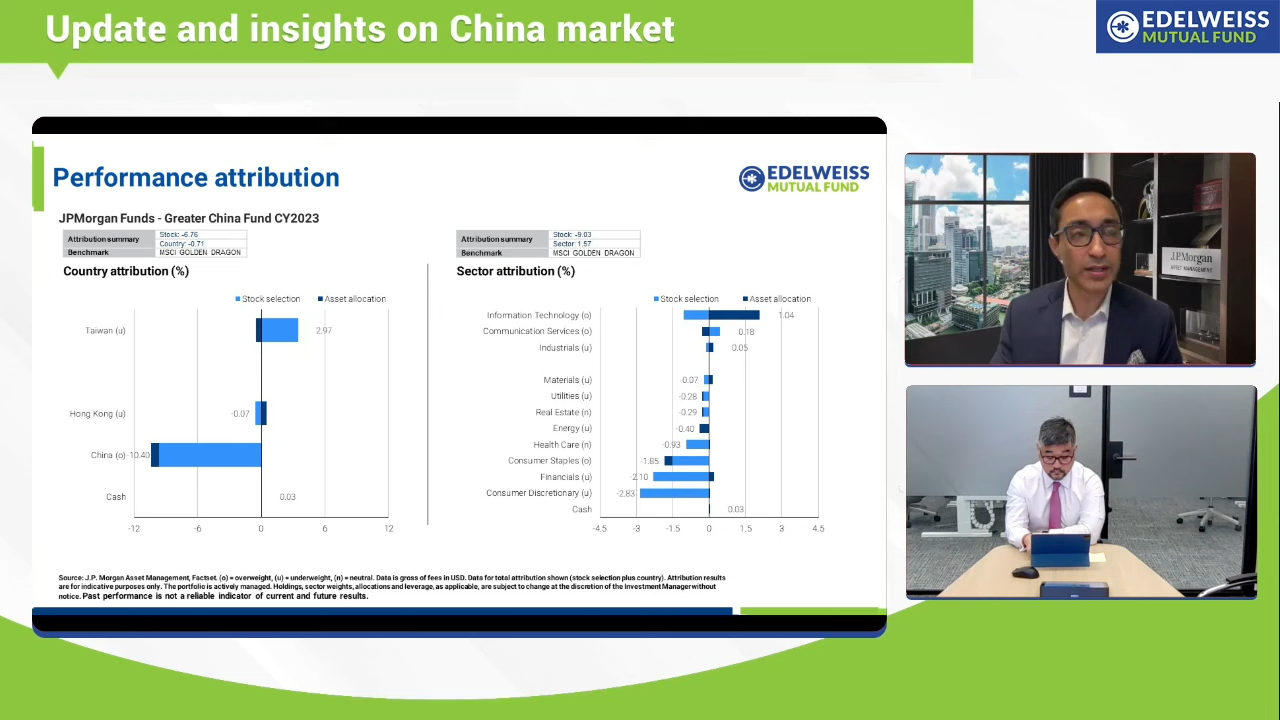 Update and insights on China market
EDELWEISS
MUTUAL FUND
Performance attribution
EDELWEISS
MUTUAL FUND
JPMorgan Funds - Greater China Fund CY2023
Attribution summary
Stock: -6.76
Country: -0.71
Benchmark
MSCI GOLDEN DRAGON
Country attribution (%)
Stock selection
Asset allocation
Taiwan (u)
2.97
Hong Kong (u)
-0.07
China (o)
-10.40
Cash
0.03
-12
-6
0
6
12
Attribution summary
Stock: -9.03
Sector: 1.57
Benchmark
MSCI GOLDEN DRAGON
Sector attribution (%)
Stock selection
Asset allocation
Information Technology (o)
1.04
Communication Services (o)
0.18
Industrials (u)
0.05
Materials (u)
-0.07
Utilities (u)
-0.28
Real Estate (n)
-0.29
Energy (u)
-0.40
Health Care (n)
-0.93
Consumer Staples (o)
-1.85
Financials (u)
-2.10
Consumer Discretionary (u)
-2.83
Cash
0.03
-4.5
-3
-1.5
0
1.5
3
4.5
Source: J.P. Morgan Asset Management, Factset. (o) = overweight, (u) = underweight, (n) = neutral. Data is gross of fees in USD. Data for total attribution shown (stock selection plus country). Attribution results
are for indicative purposes only. The portfolio is actively managed. Holdings, sector weights, allocations and leverage, as applicable, are subject to change at the discretion of the Investment Manager without
notice. Past performance is not a reliable indicator of current and future results.
J.P.Morgan
ASSET MANAGEMENT